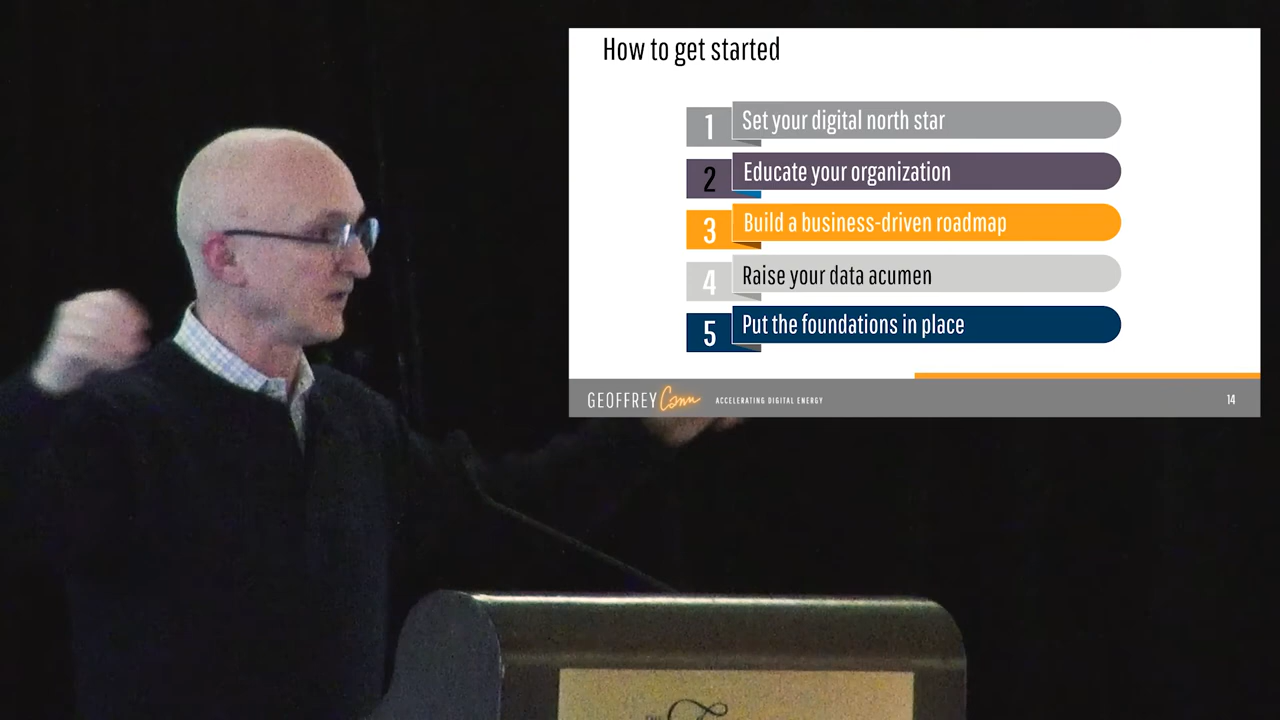 How to get started
1 Set your digital north star
2 Educate your organization
3 Build a business-driven roadmap
4 Raise your data acumen
5 Put the foundations in place
GEOFFREY Cann ACCELERATING DIGITAL ENERGY 14
THE